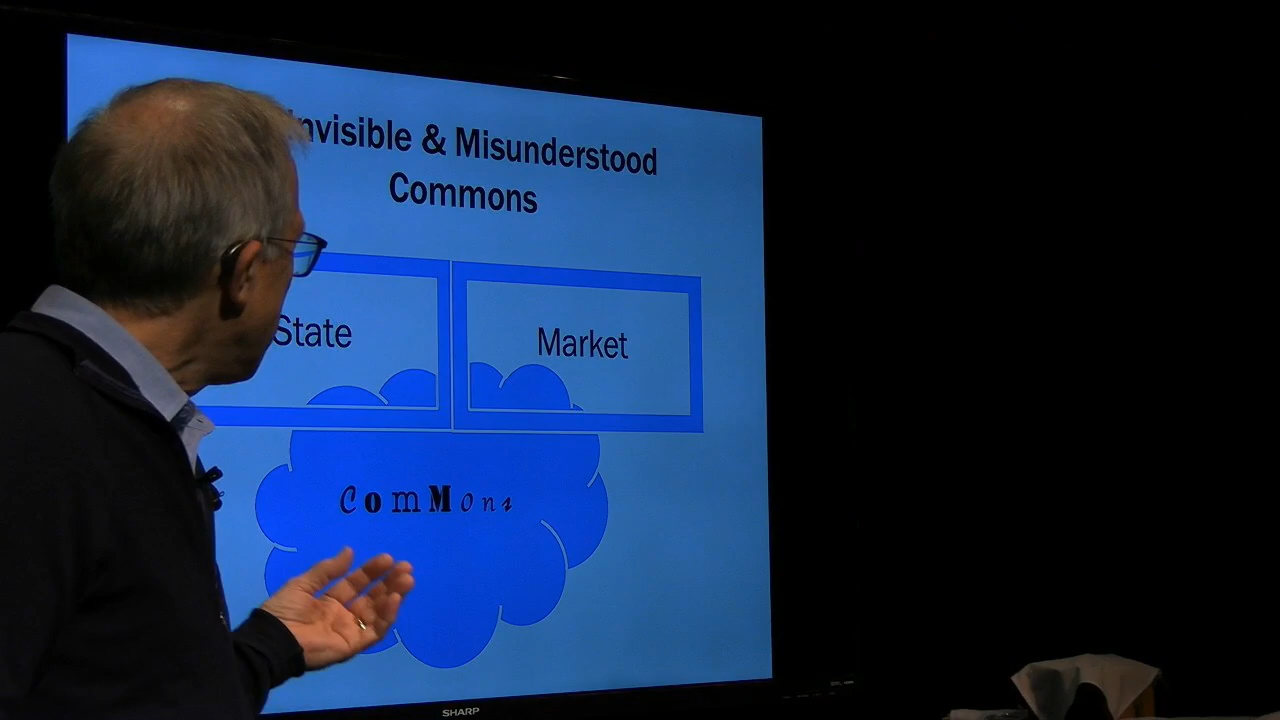 nvisible & Misunderstood
Commons
State
Market
ComMons
SHARP